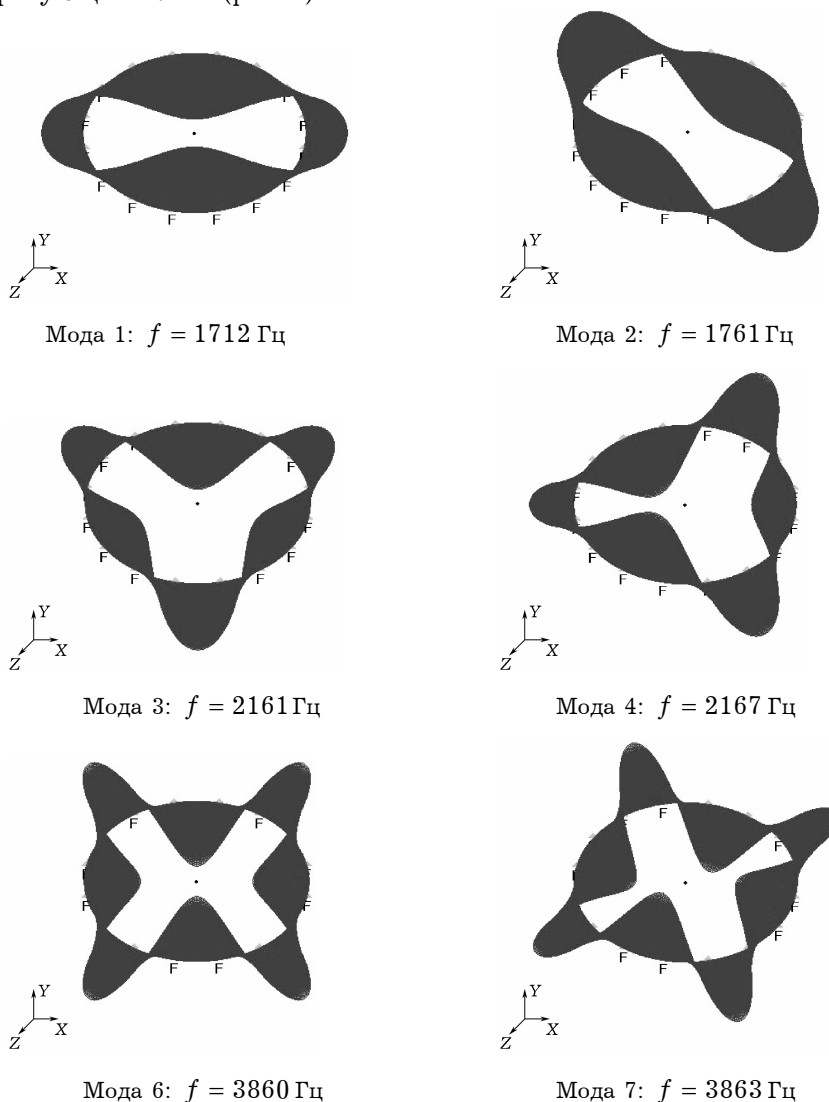 F F F F F F F F F F
F F F F F F F F F
Y
X
Z
Y
X
Z
Мода 1: f = 1712 Гц
Мода 2: f = 1761 Гц
F F F F F F F F
F F F F F F F
Y
X
Z
Y
X
Z
Мода 3: f = 2161 Гц
Мода 4: f = 2167 Гц
F F F F F
F F F F F
Y
X
Z
Y
X
Z
Мода 6: f = 3860 Гц
Мода 7: f = 3863 Гц